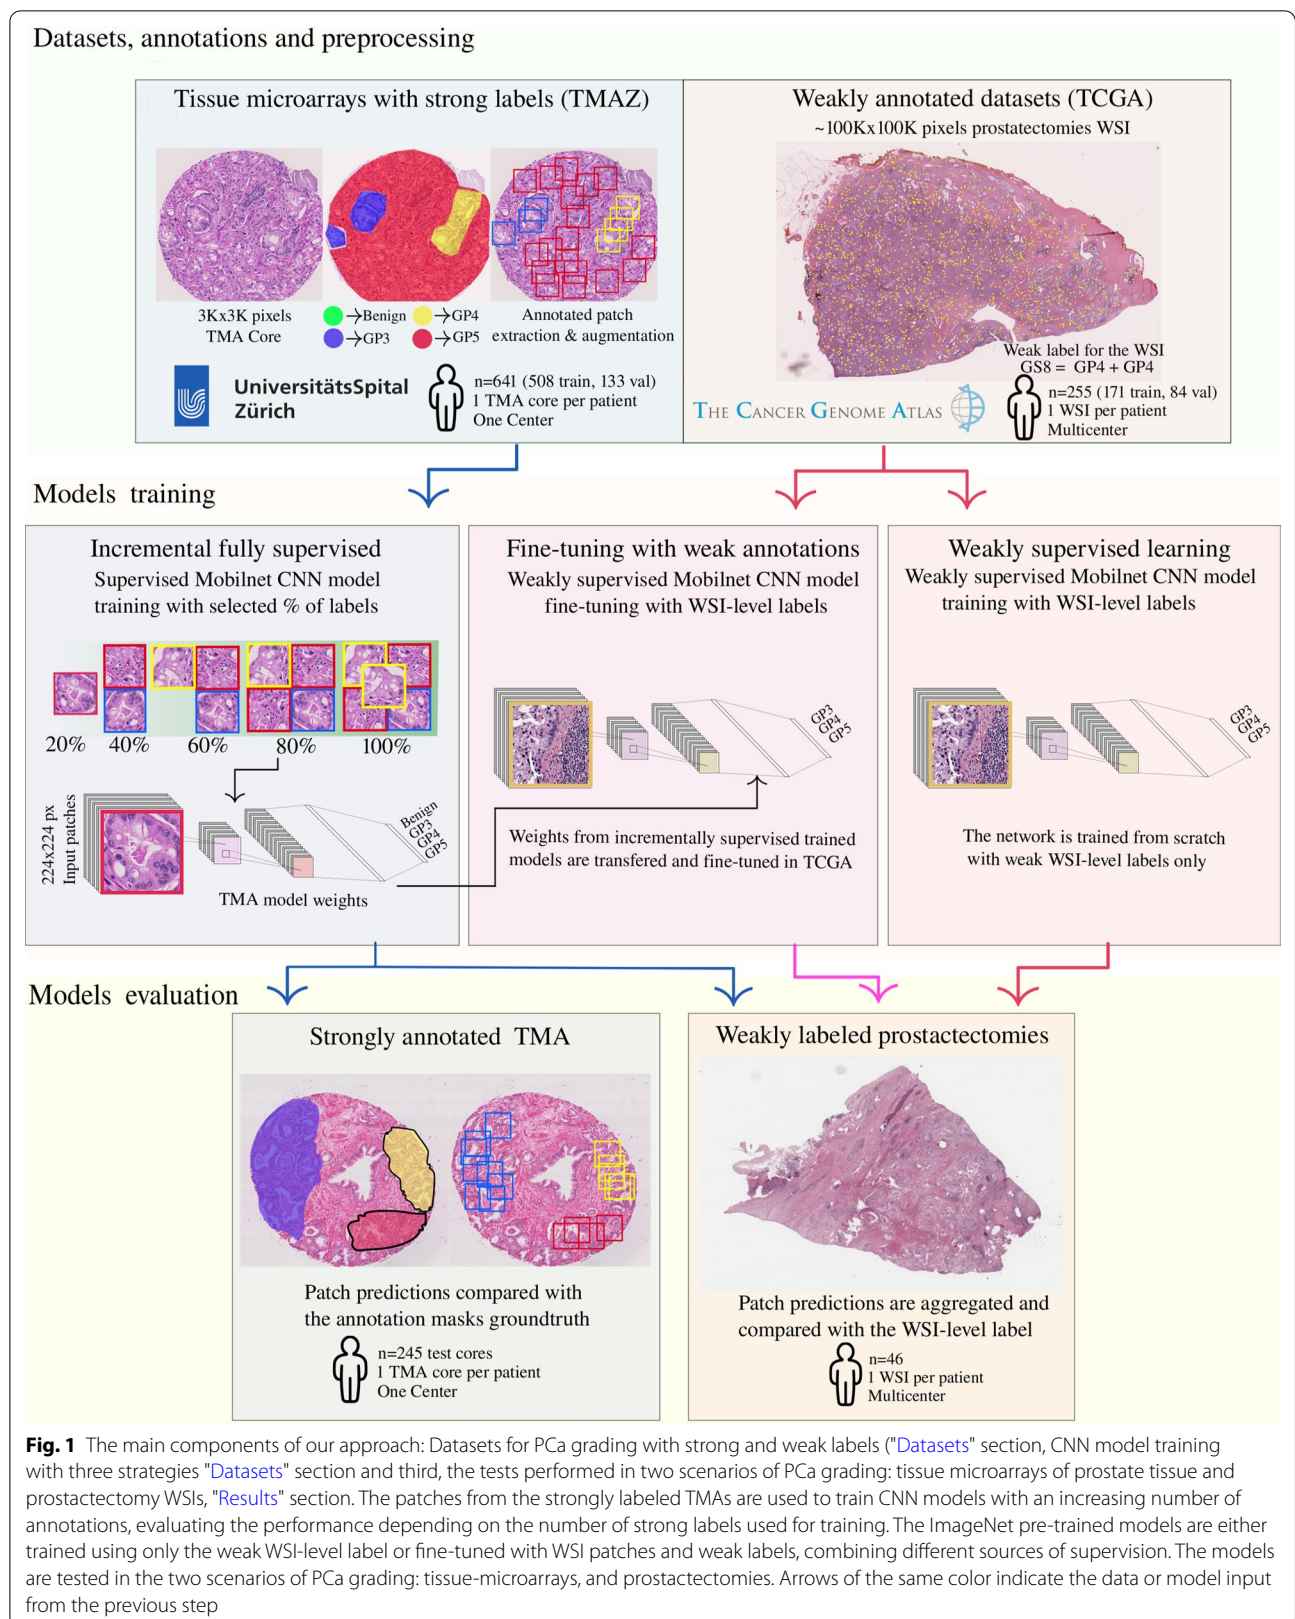 Datasets, annotations and preprocessing
Tissue microarrays with strong labels (TMAZ)
3Kx3K pixels
TMA Core
→Benign
→GP4
→GP3
→GP5
Annotated patch
extraction & augmentation
UniversitätsSpital
Zürich
n=641 (508 train, 133 val)
1 TMA core per patient
One Center
Weakly annotated datasets (TCGA)
~100Kx100K pixels prostatectomies WSI
Weak label for the WSI
GS8 = GP4 + GP4
THE CANCER GENOME ATLAS
n=255 (171 train, 84 val)
1 WSI per patient
Multicenter
Models training
Incremental fully supervised
Supervised Mobilnet CNN model
training with selected % of labels
20% 40% 60% 80% 100%
224x224 px
Input patches
Benign
GP3
GP4
GP5
TMA model weights
Fine-tuning with weak annotations
Weakly supervised Mobilnet CNN model
fine-tuning with WSI-level labels
GP3
GP4
GP5
Weights from incrementally supervised trained
models are transfered and fine-tuned in TCGA
Weakly supervised learning
Weakly supervised Mobilnet CNN model
training with WSI-level labels
GP3
GP4
GP5
The network is trained from scratch
with weak WSI-level labels only
Models evaluation
Strongly annotated TMA
Patch predictions compared with
the annotation masks groundtruth
n=245 test cores
1 TMA core per patient
One Center
Weakly labeled prostactectomies
Patch predictions are aggregated and
compared with the WSI-level label
n=46
1 WSI per patient
Multicenter
Fig. 1 The main components of our approach: Datasets for PCa grading with strong and weak labels ("Datasets" section, CNN model training
with three strategies "Datasets" section and third, the tests performed in two scenarios of PCa grading: tissue microarrays of prostate tissue and
prostactectomy WSIs, "Results" section. The patches from the strongly labeled TMAs are used to train CNN models with an increasing number of
annotations, evaluating the performance depending on the number of strong labels used for training. The ImageNet pre-trained models are either
trained using only the weak WSI-level label or fine-tuned with WSI patches and weak labels, combining different sources of supervision. The models
are tested in the two scenarios of PCa grading: tissue-microarrays, and prostactectomies. Arrows of the same color indicate the data or model input
from the previous step